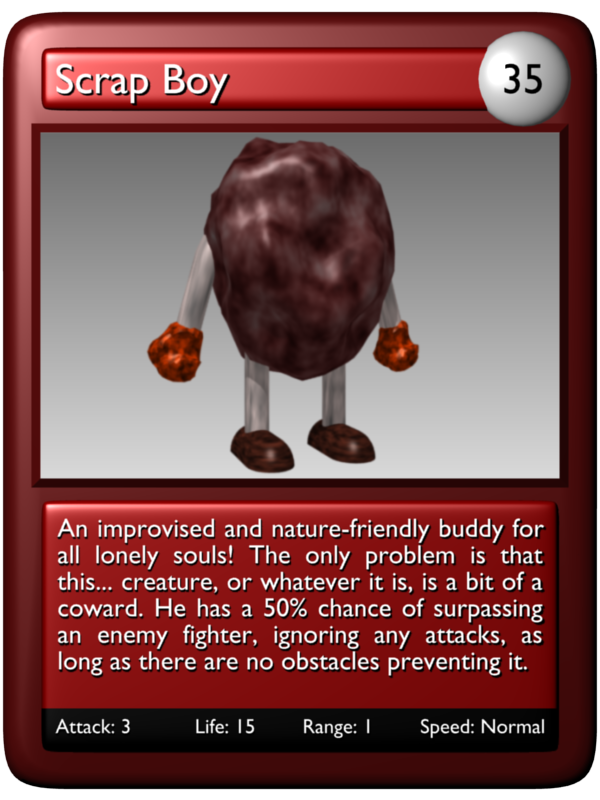 Scrap Boy
35
An improvised and nature-friendly buddy for
all lonely souls! The only problem is that
this... creature, or whatever it is, is a bit of a
coward. He has a 50% chance of surpassing
an enemy fighter, ignoring any attacks, as
long as there are no obstacles preventing it.
Attack: 3 Life: 15 Range: 1 Speed: Normal